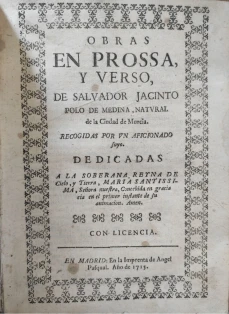 OBRAS
EN PROSSA,
Y VERSO,
DE SALVADOR JACINTO
POLO DE MEDINA, NATVRAL
de la Ciudad de Murcia.
RECOGIDAS POR VN AFICIONADO
suyo.
DEDICADAS
A LA SOBERANA REYNA DE
Cielo, y Tierra, MARIA SANTISSI-
MA, Señora nuestra, Concebida en gracia
en el primer instante de su
animacion. Amen.
CON LICENCIA.
EN MADRID: En la Imprenta de Angel
Pasqual. Año de 1715.